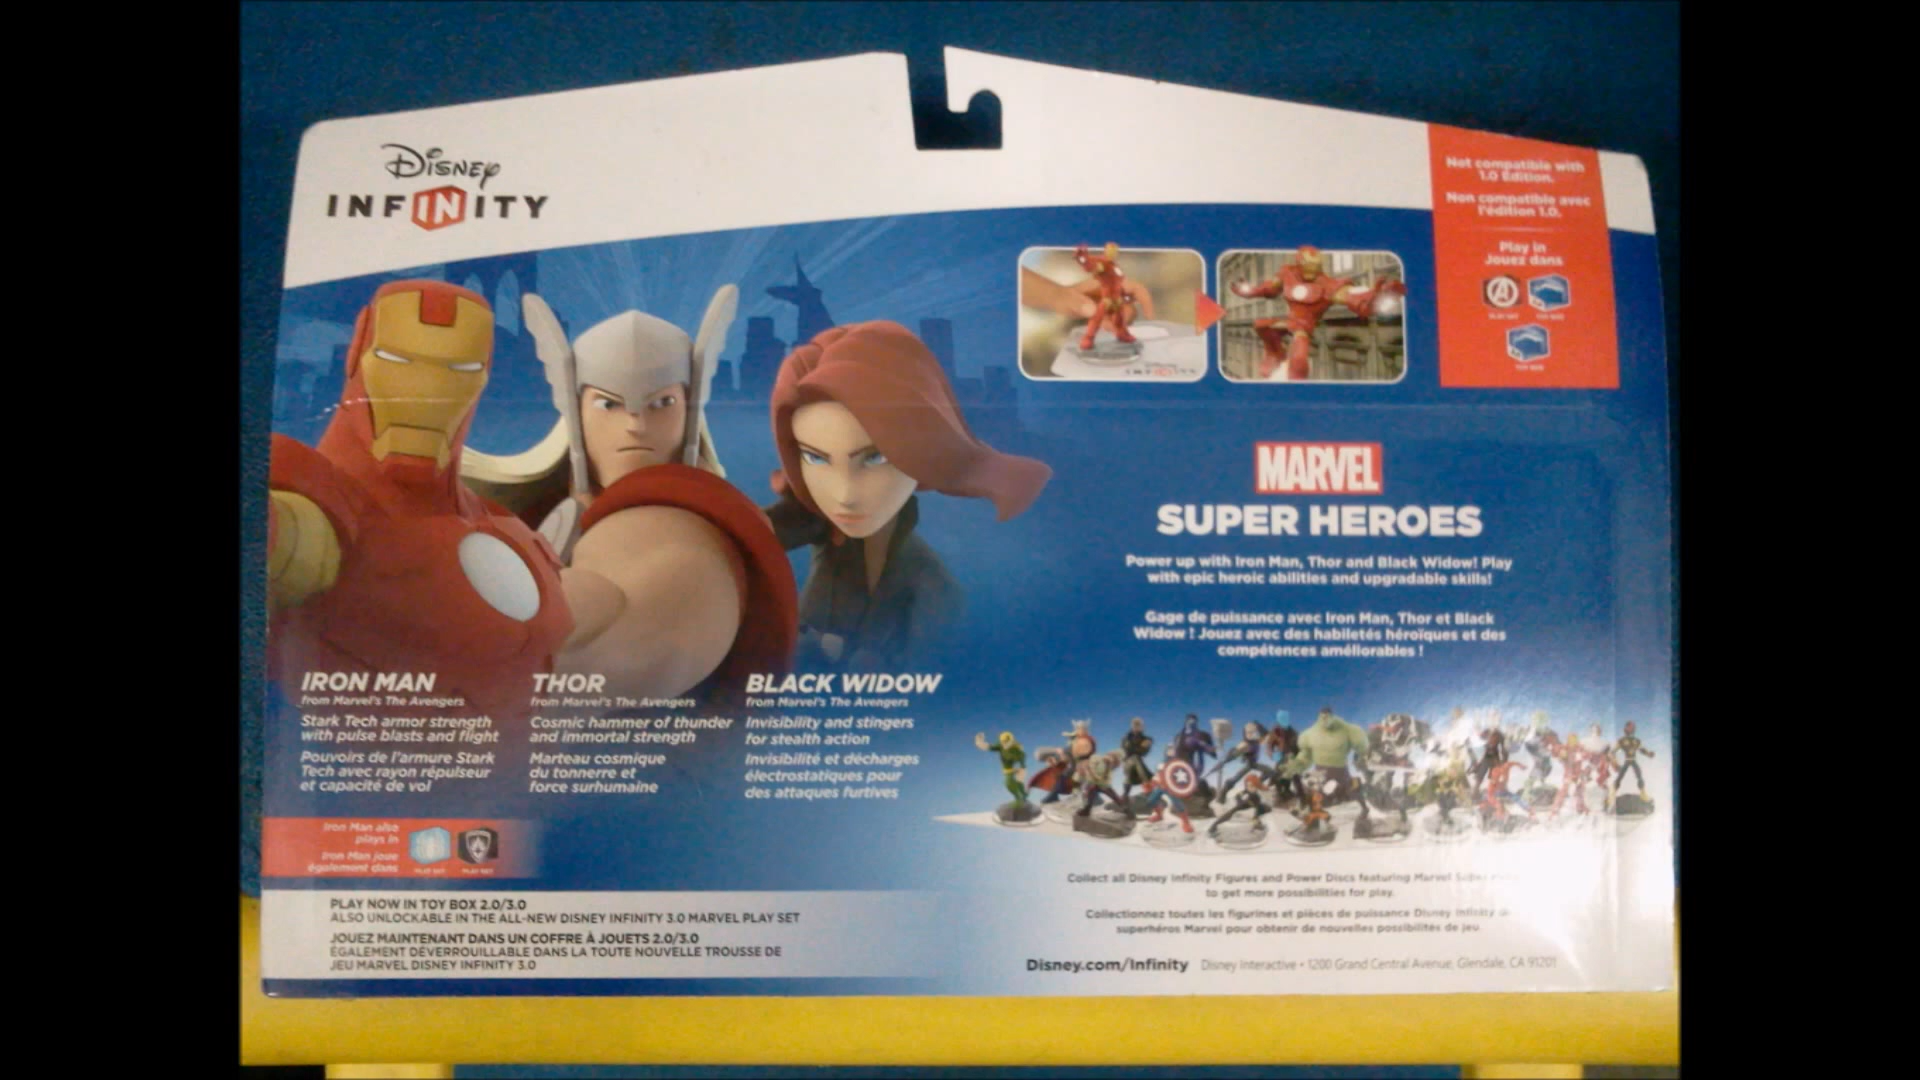 Disney
INFINITY
Not compatible with
1.0 Edition.
Non compatible avec
l'édition 1.0.
Play in
Jouez dans
MARVEL
SUPER HEROES
Power up with Iron Man, Thor and Black Widow! Play
with epic heroic abilities and upgradable skills!
Gage de puissance avec Iron Man, Thor et Black
Widow ! Jouez avec des habiletés héroïques et des
compétences améliorables !
IRON MAN
from Marvel's The Avengers
Stark Tech armor strength
with pulse blasts and flight
Pouvoirs de l'armure Stark
Tech avec rayon répulseur
et capacité de vol
THOR
from Marvel's The Avengers
Cosmic hammer of thunder
and immortal strength
Marteau cosmique
du tonnerre et
force surhumaine
BLACK WIDOW
from Marvel's The Avengers
Invisibility and stingers
for stealth action
Invisibilité et décharges
électrostatiques pour
des attaques furtives
Iron Man also
plays in
Iron Man joue
également dans
PLAY NOW IN TOY BOX 2.0/3.0
ALSO UNLOCKABLE IN THE ALL-NEW DISNEY INFINITY 3.0 MARVEL PLAY SET
JOUEZ MAINTENANT DANS UN COFFRE À JOUETS 2.0/3.0
ÉGALEMENT DÉVERROUILLABLE DANS LA TOUTE NOUVELLE TROUSSE DE
JEU MARVEL DISNEY INFINITY 3.0
Collect all Disney Infinity Figures and Power Discs featuring Marvel
to get more possibilities for play.
Collectionnez toutes les figurines et pièces de puissance Disney Infinity
superhéros Marvel pour obtenir de nouvelles possibilités de jeu.
Disney.com/Infinity Disney Interactive • 1200 Grand Central Avenue, Glendale, CA 91201